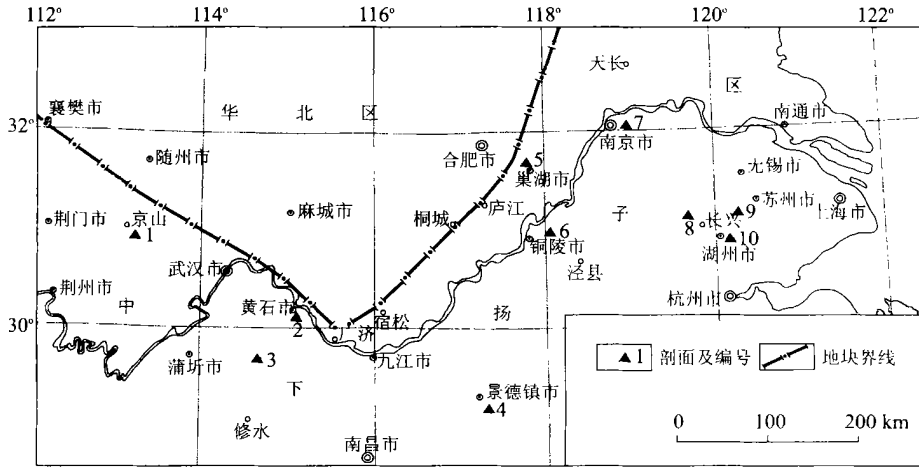 112° 114° 116° 118° 120° 122°
天长
华 北 区
区
襄樊市
32°
32°
南通市
7
南京市
随州市
合肥市
5
巢湖市
无锡市
荆门市
京山
1
麻城市
桐城
庐江
子
苏州市
上海市
8
长兴
9
6
铜陵市
10
湖州市
武汉市
泾县
荆州市
中
黄石市
2
宿松
扬
杭州市
30°
30°
济
蒲圻市
3
九江市
▲1 剖面及编号
地块界线
下
景德镇市
4
修水
南昌市
0 100 200 km